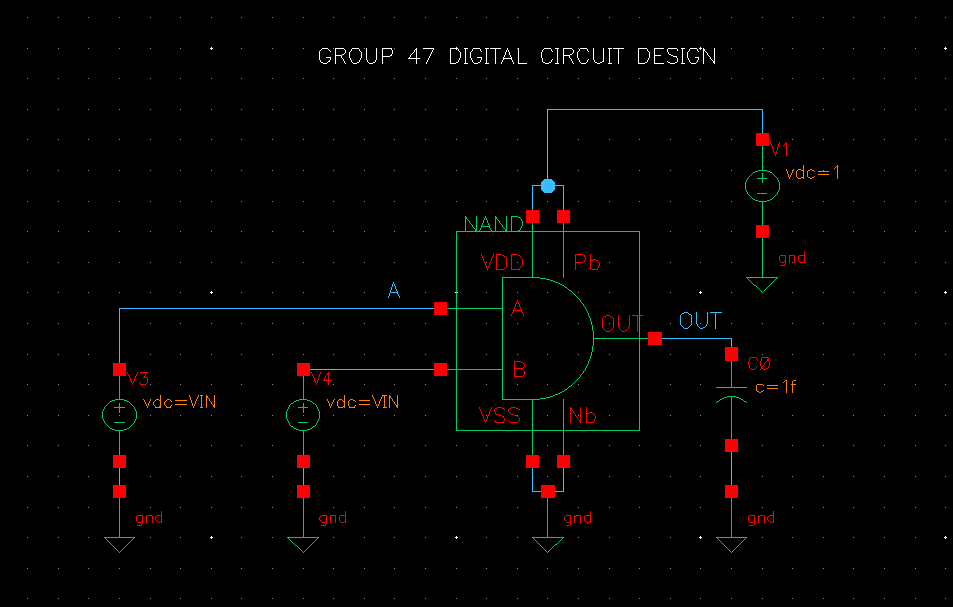 GROUP 47 DIGITAL CIRCUIT DESIGN
V1
vdc=1
NAND
VDD
Pb
gnd
A
A
OUT
OUT
B
V3
vdc=VIN
V4
vdc=VIN
C0
c=1f
VSS
Nb
gnd
gnd
gnd
gnd